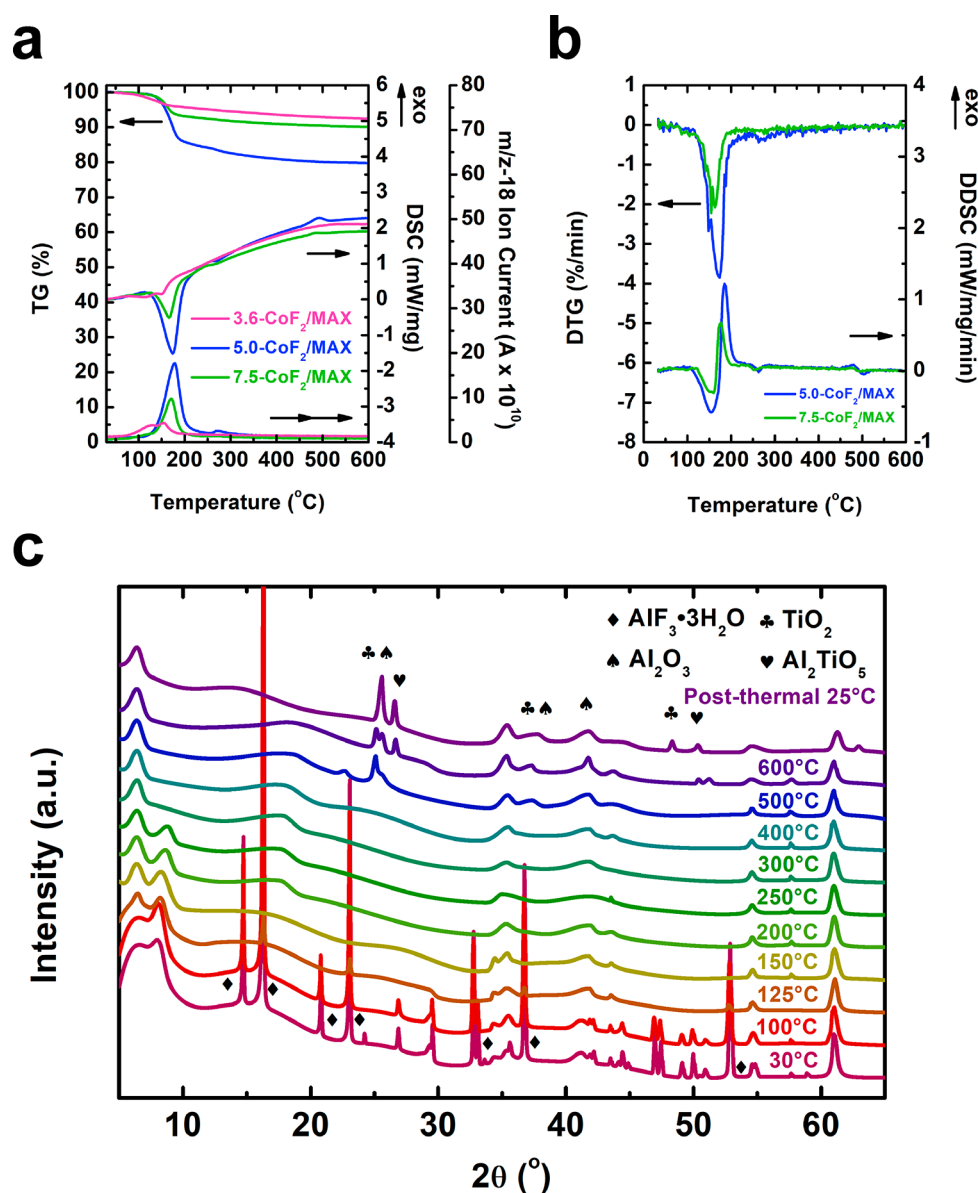 a
100
90
80
70
60
50
40
30
20
10
0
TG (%)
0
200
400
600
Temperature (°C)
6
5
4
3
2
1
0
-1
-2
-3
-4
exo
DSC (mW/mg)
80
70
60
50
40
30
20
10
0
m/z-18 Ion Current (A x 10¹⁰)
3.6-CoF₂/MAX
5.0-CoF₂/MAX
7.5-CoF₂/MAX
b
1
0
-1
-2
-3
-4
-5
-6
-7
-8
DTG (%/min)
0
100
200
300
400
500
600
Temperature (°C)
4
3
2
1
0
-1
exo
DDSC (mW/mg/min)
5.0-CoF₂/MAX
7.5-CoF₂/MAX
c
Intensity (a.u.)
♦ AlF₃•3H₂O ♣ TiO₂
♠ Al₂O₃ ♥ Al₂TiO₅
Post-thermal 25°C
600°C
500°C
400°C
300°C
250°C
200°C
150°C
125°C
100°C
30°C
10
20
30
40
50
60
2θ (°)